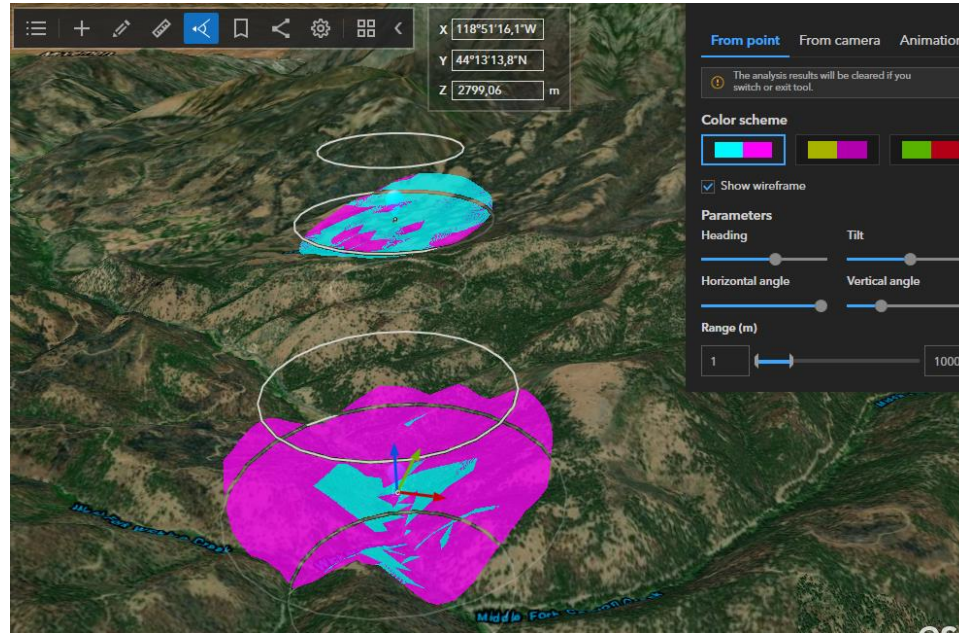 X 118°51'16,1"W
Y 44°13'13,8"N
Z 2799,06 m
From point From camera Animation
The analysis results will be cleared if you
switch or exit tool.
Color scheme
Show wireframe
Parameters
Heading Tilt
Horizontal angle Vertical angle
Range (m)
1 1000
Creek
Middle Fork